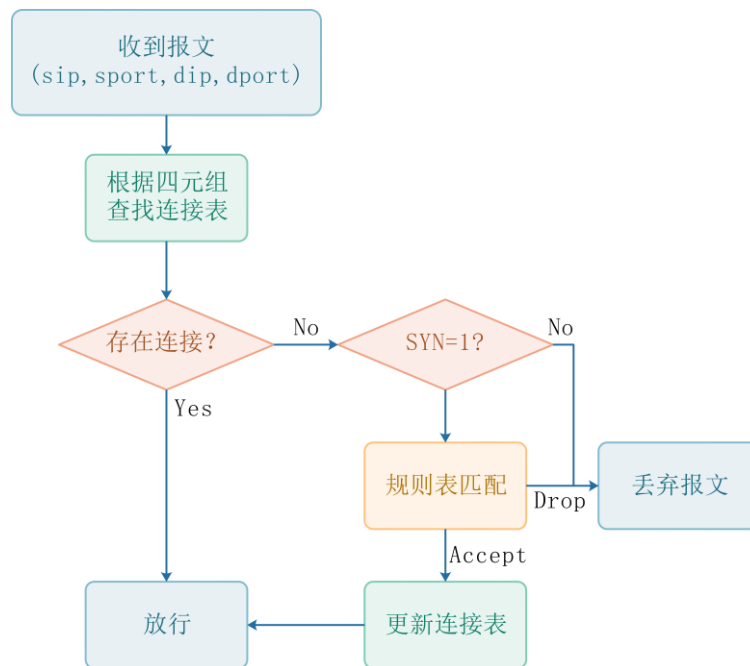 收到报文
(sip,sport,dip,dport)
根据四元组
查找连接表
存在连接？
No
SYN=1?
No
Yes
规则表匹配
Drop
丢弃报文
Accept
放行
更新连接表